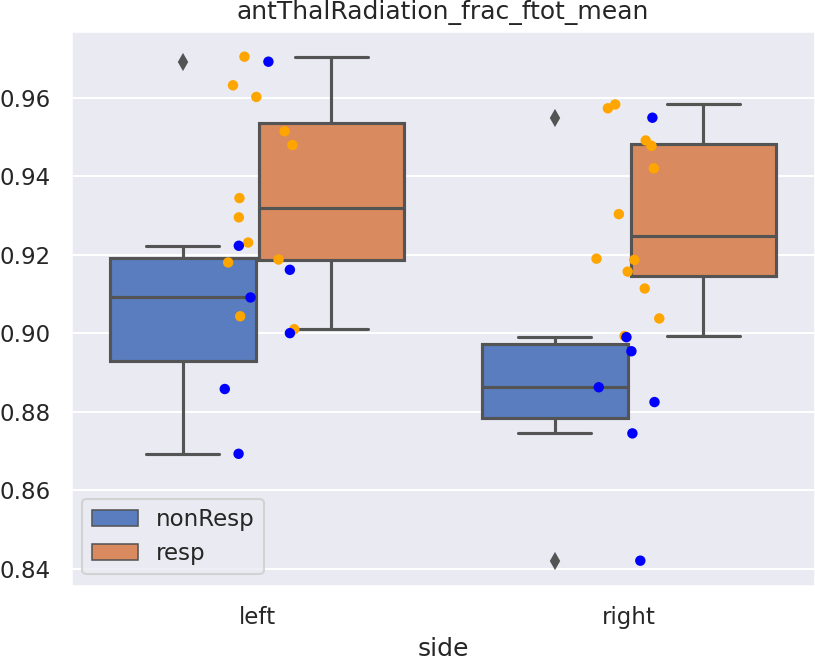 antThalRadiation_frac_ftot_mean
0.96
0.94
0.92
0.90
0.88
0.86
0.84
nonResp
resp
left
right
side